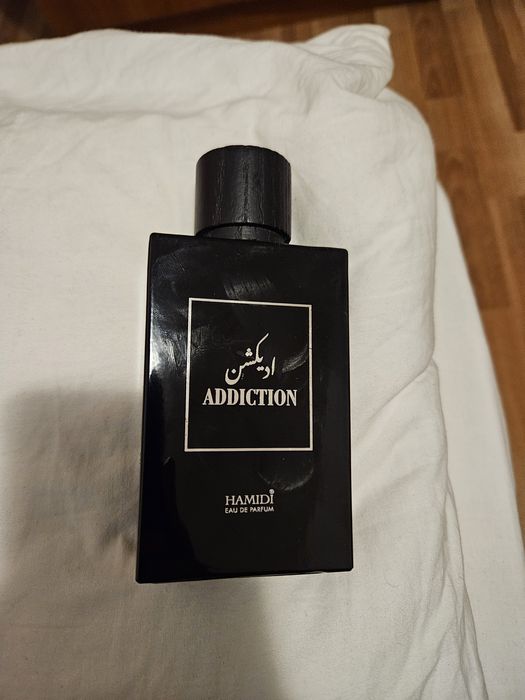 اديكشن
ADDICTION
HAMIDI
EAU DE PARFUM